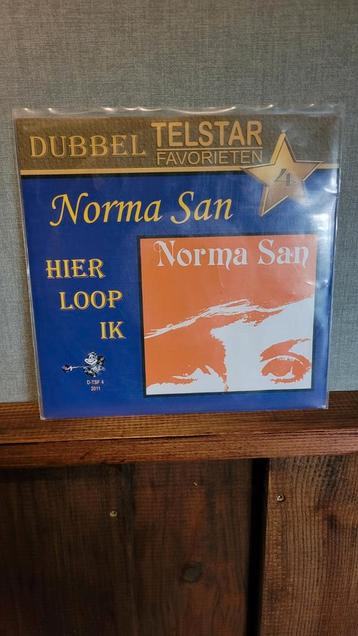 DUBBEL TELSTAR
FAVORIETEN
4
Norma San
HIER
LOOP
IK
Norma San
D-TSF 4
2011